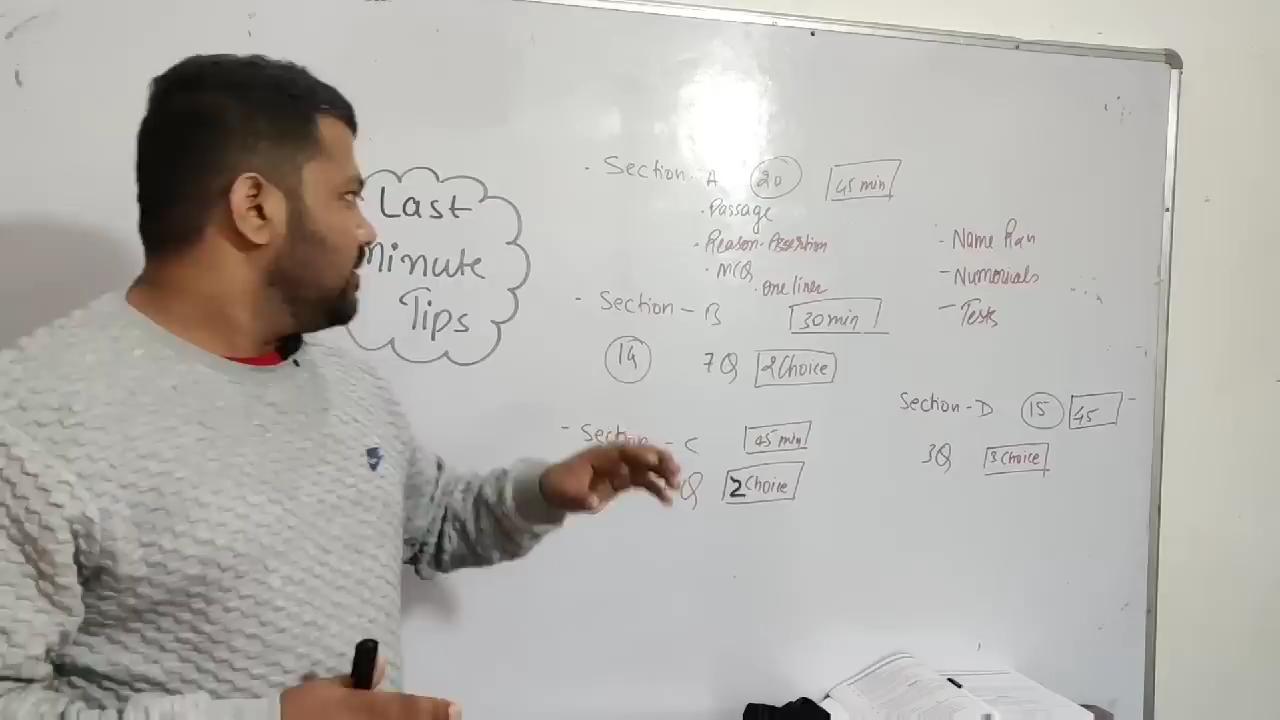 Last
Minute
Tips
· Section - A 20 45 min
· Passage
· Reason-Assertion
· MCQ
· One liner
- Section - B 30 min
14 7Q 2 Choice
- Section - C 45 min
Q 2 Choice
- Name Rxn
- Numericals
- Tests
Section - D 15 45
3Q 3 Choice